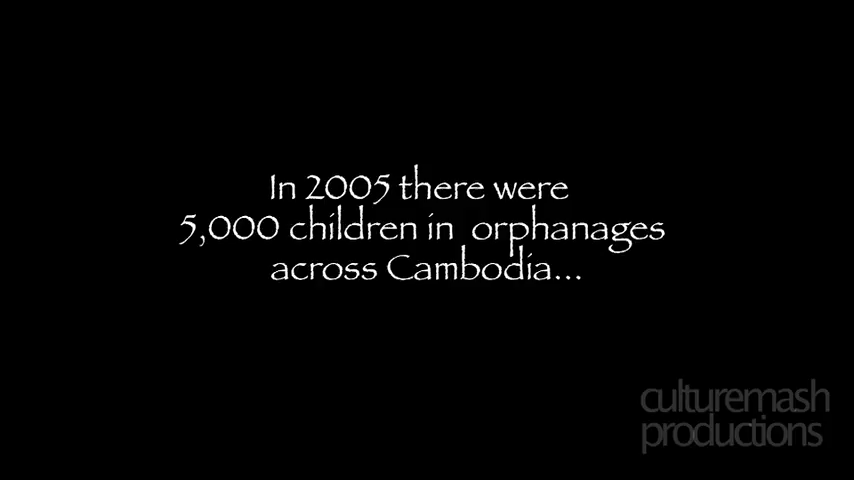 In 2005 there were
5,000 children in orphanages
across Cambodia...
culturemash
productions